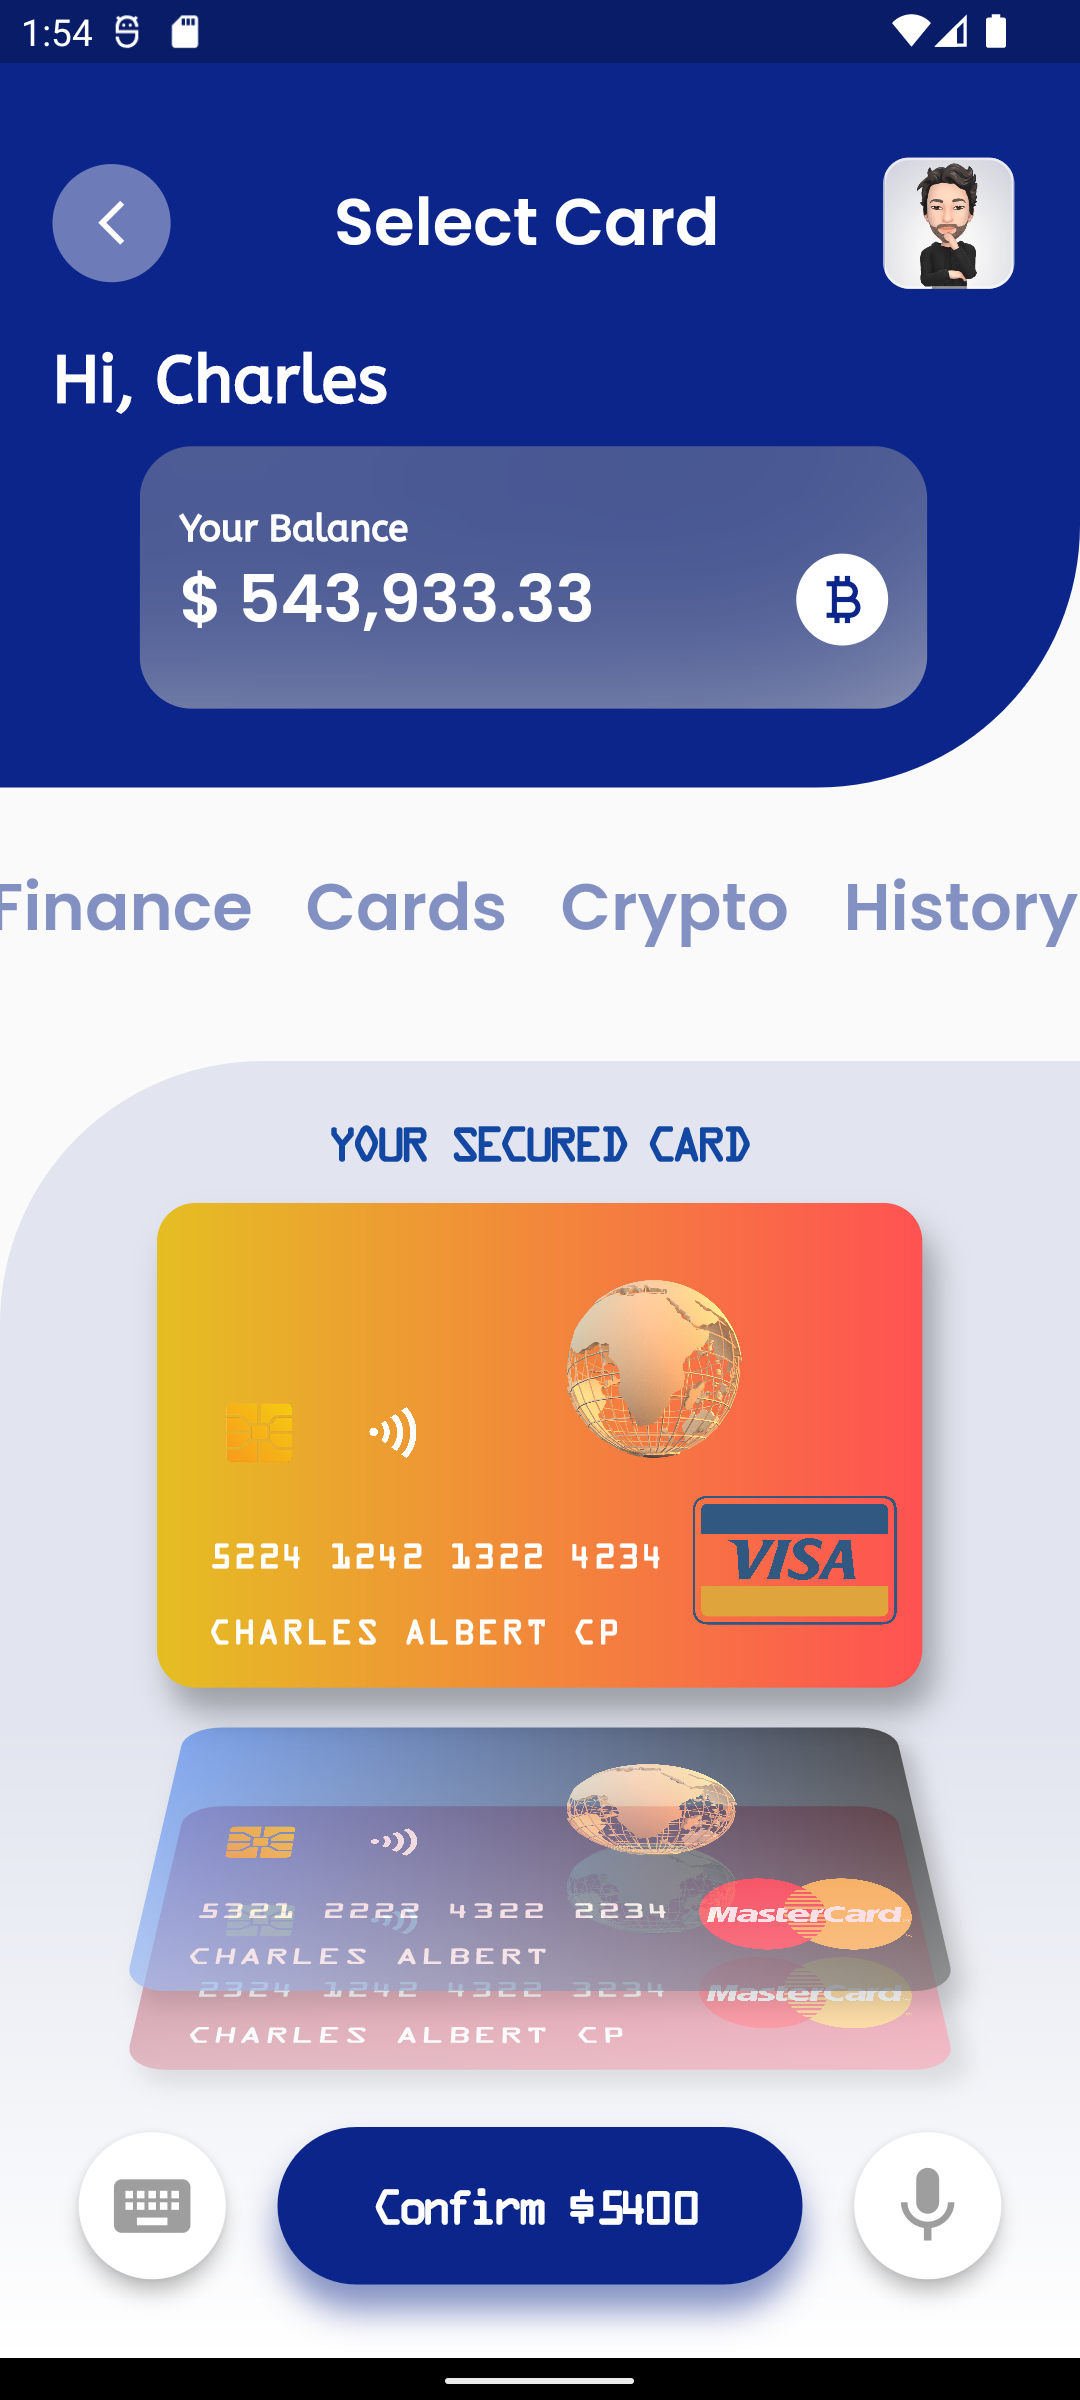 1:54
Select Card
Hi, Charles
Your Balance
$ 543,933.33
Finance Cards Crypto History
YOUR SECURED CARD
5224 1242 1322 4234
VISA
CHARLES ALBERT CP
5321 2222 4322 2234
MasterCard
CHARLES ALBERT
2324 1242 4322 3234
MasterCard
CHARLES ALBERT CP
Confirm $5400